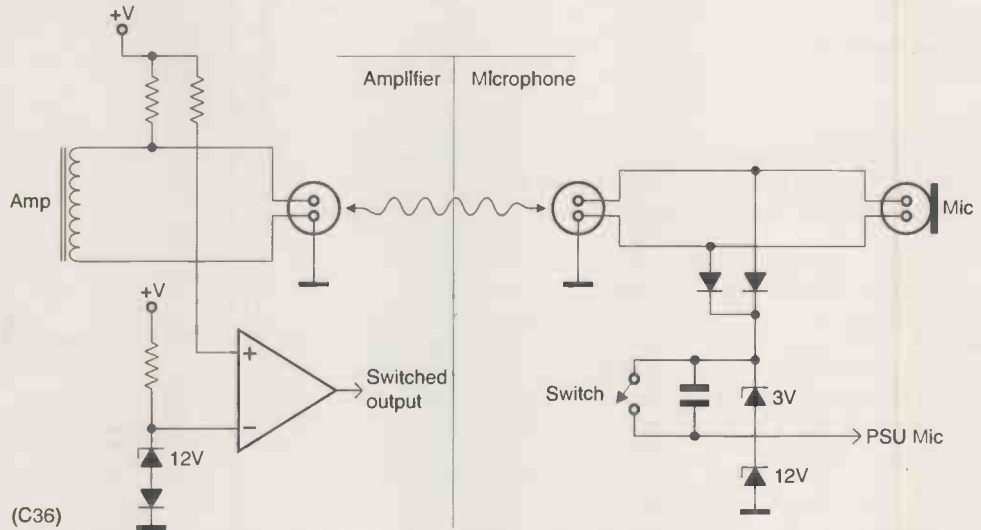 +V
Amplifier
Microphone
Amp
Mic
+V
+
−
Switched
output
12V
Switch
3V
PSU Mic
12V
(C36)